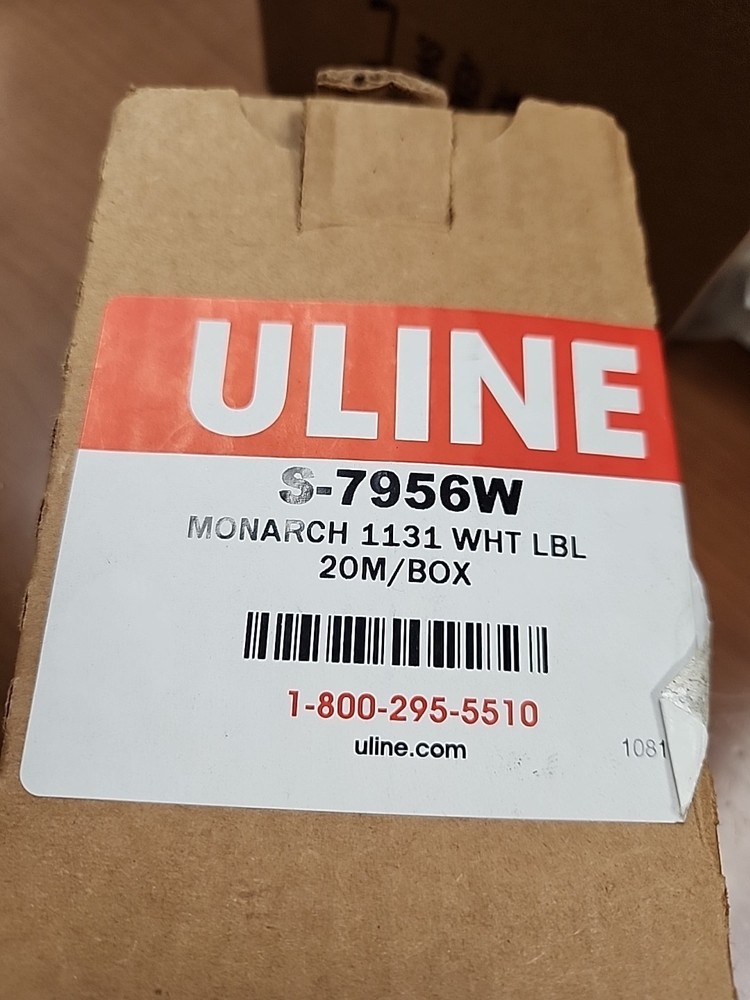 ULINE
S-7956W
MONARCH 1131 WHT LBL
20M/BOX
1-800-295-5510
uline.com
1081